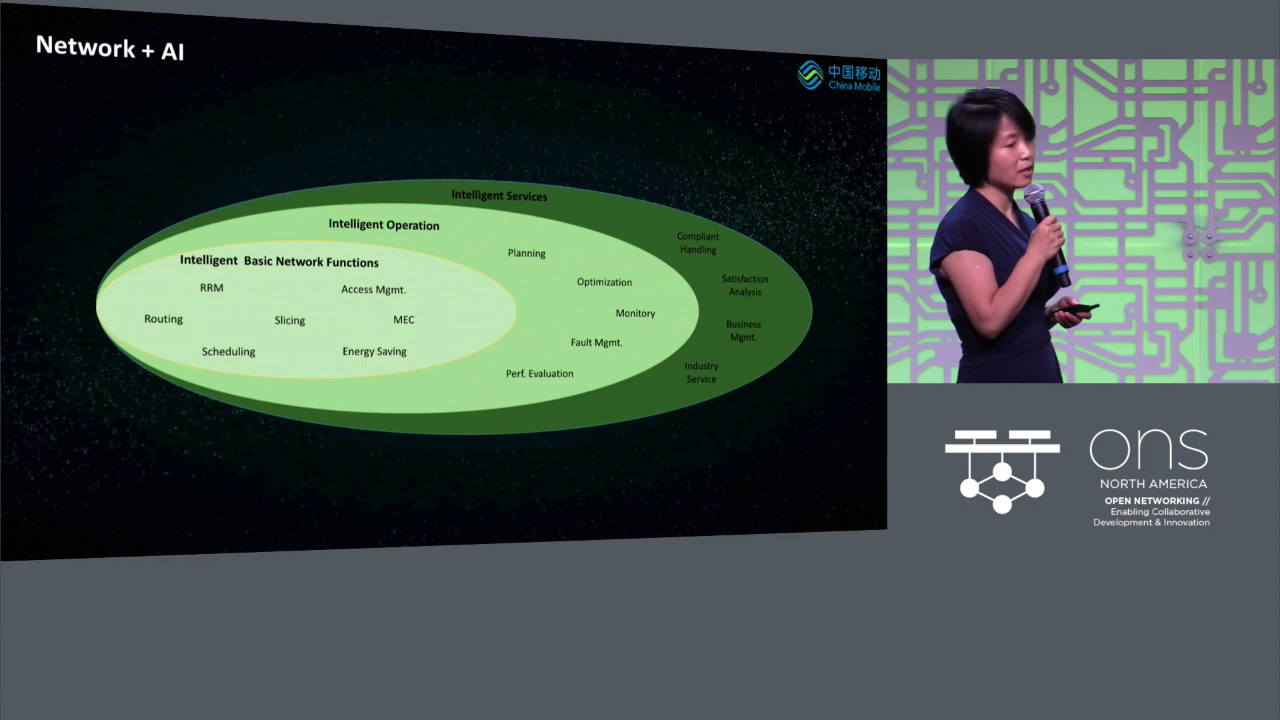 Network + AI
中国移动
China Mobile
Intelligent Services
Intelligent Operation
Intelligent Basic Network Functions
RRM
Access Mgmt.
Routing
Slicing
MEC
Scheduling
Energy Saving
Planning
Optimization
Monitory
Fault Mgmt.
Perf. Evaluation
Compliant
Handling
Satisfaction
Analysis
Business
Mgmt.
Industry
Service
ons
NORTH AMERICA
OPEN NETWORKING //
Enabling Collaborative
Development & Innovation